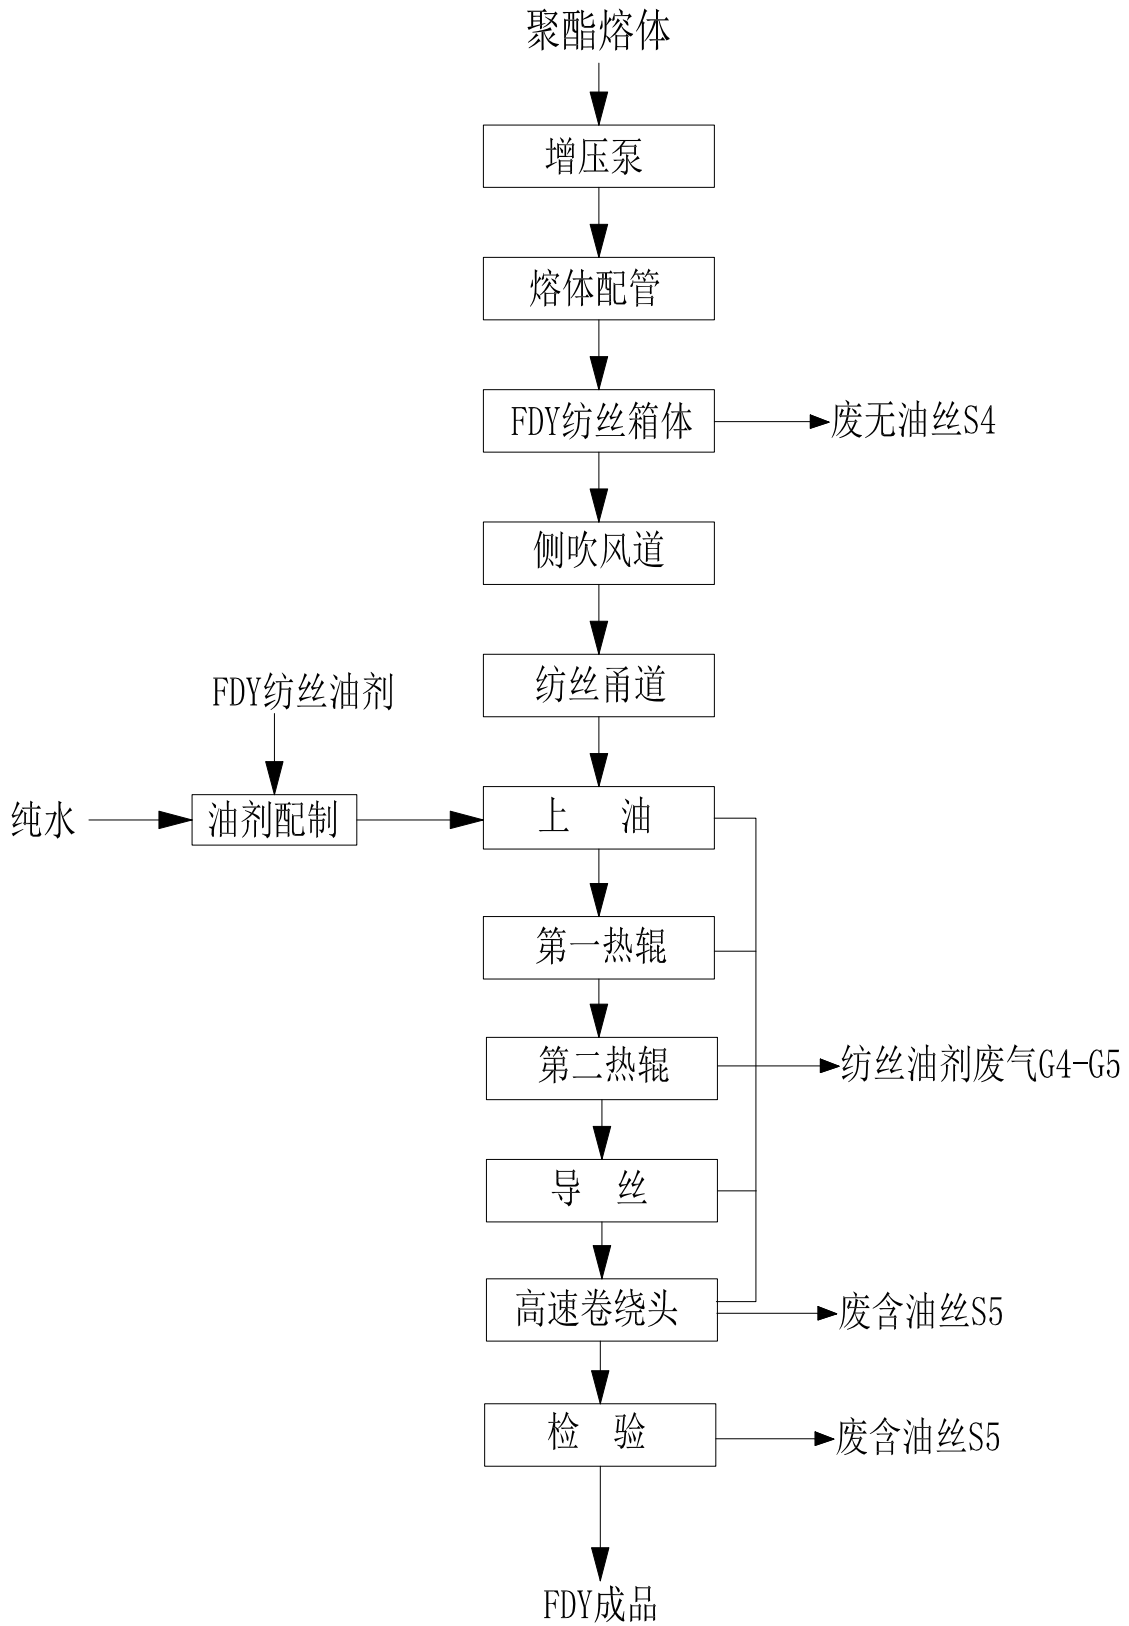 聚酯熔体
增压泵
熔体配管
FDY纺丝箱体
废无油丝S4
侧吹风道
纺丝甬道
FDY纺丝油剂
纯水
油剂配制
上 油
第一热辊
第二热辊
纺丝油剂废气G4-G5
导 丝
高速卷绕头
废含油丝S5
检 验
废含油丝S5
FDY成品